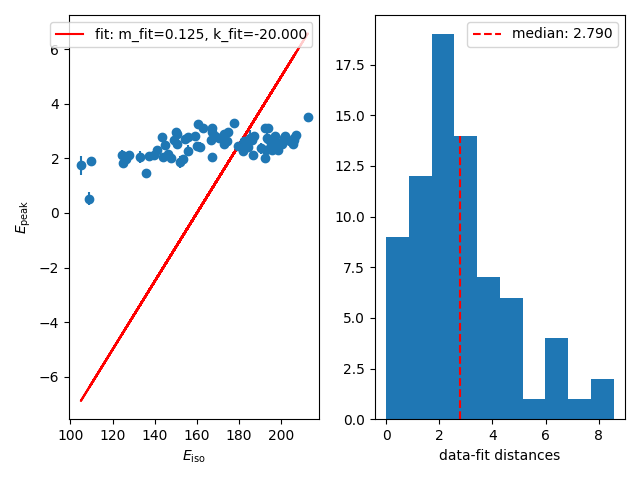 fit: m_fit=0.125, k_fit=-20.000
6
4
2
0
−2
−4
−6
E_peak
100 120 140 160 180 200
E_iso
median: 2.790
17.5
15.0
12.5
10.0
7.5
5.0
2.5
0.0
0 2 4 6 8
data-fit distances